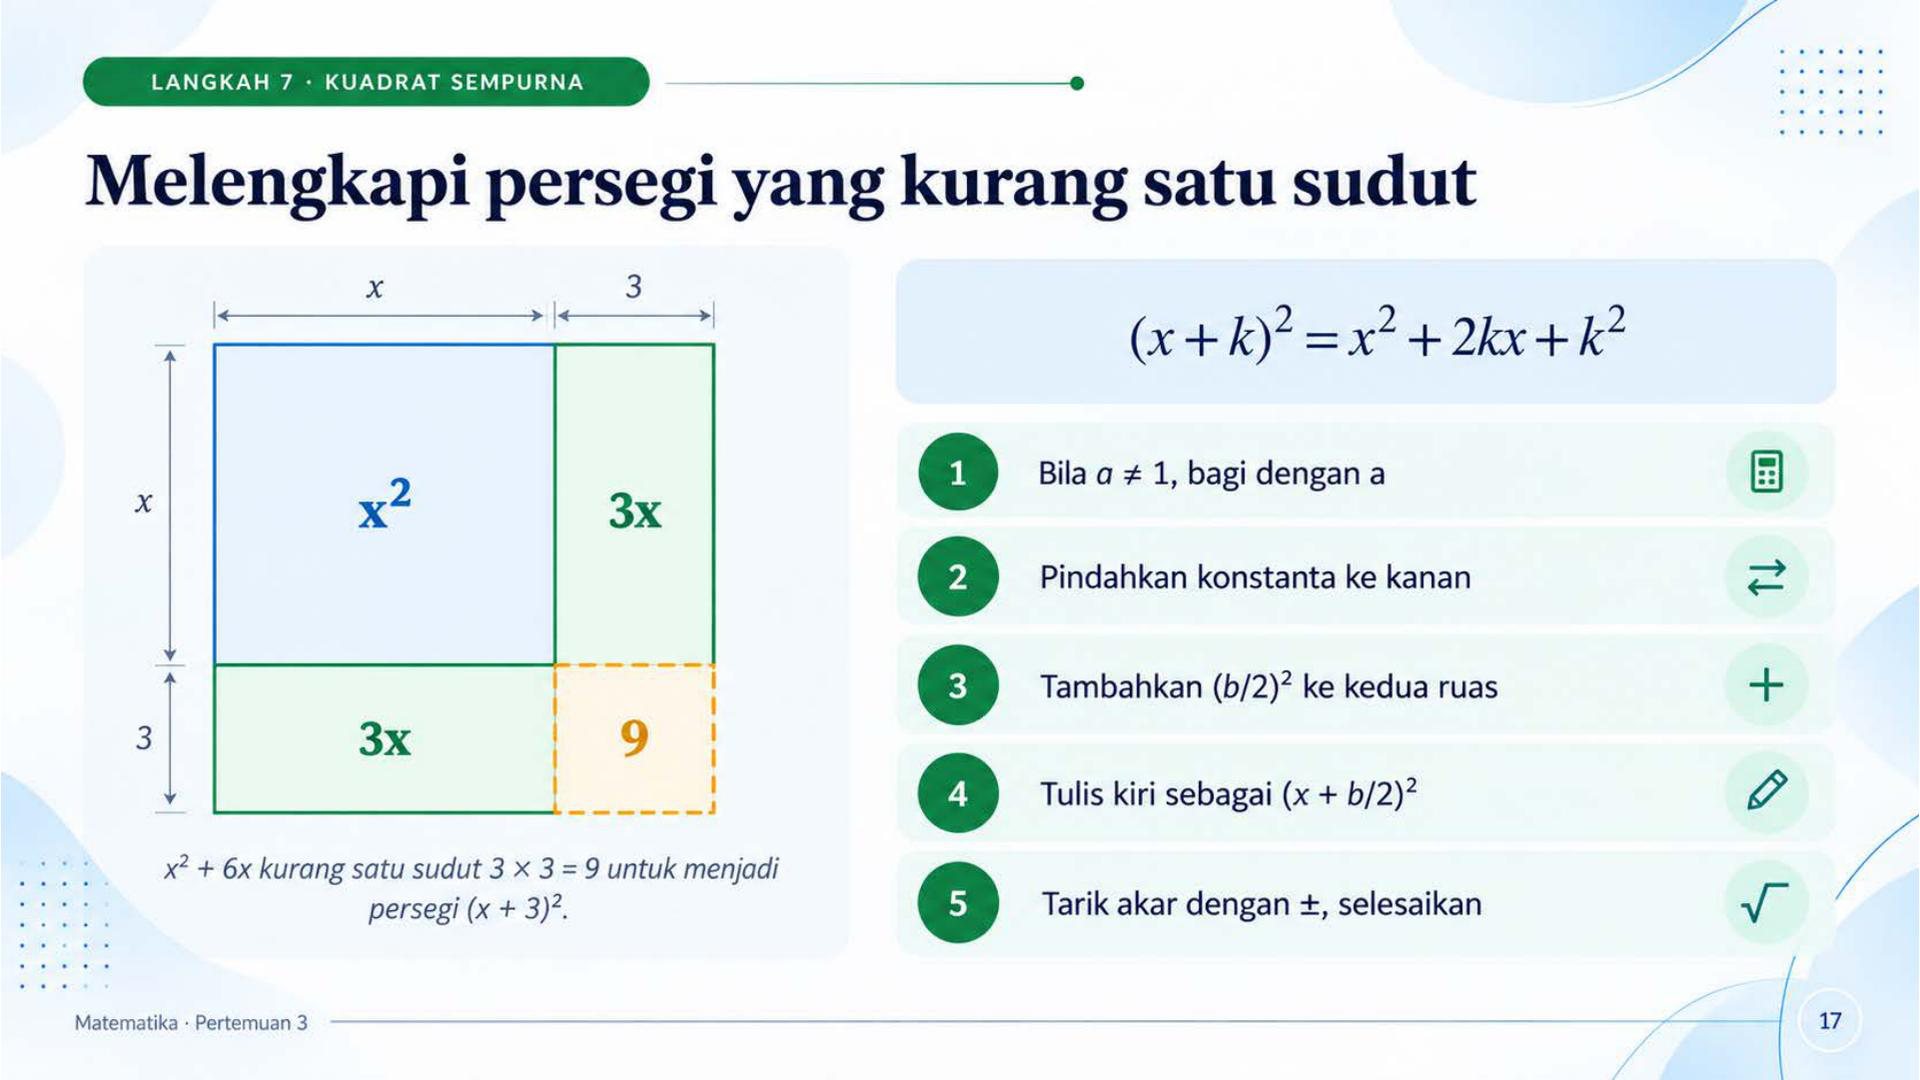 LANGKAH 7 · KUADRAT SEMPURNA
Melengkapi persegi yang kurang satu sudut
x
3
x
3
x²
3x
3x
9
x² + 6x kurang satu sudut 3 × 3 = 9 untuk menjadi
persegi (x + 3)².
(x + k)² = x² + 2kx + k²
1 Bila a ≠ 1, bagi dengan a
2 Pindahkan konstanta ke kanan
3 Tambahkan (b/2)² ke kedua ruas
4 Tulis kiri sebagai (x + b/2)²
5 Tarik akar dengan ±, selesaikan
Matematika · Pertemuan 3
17